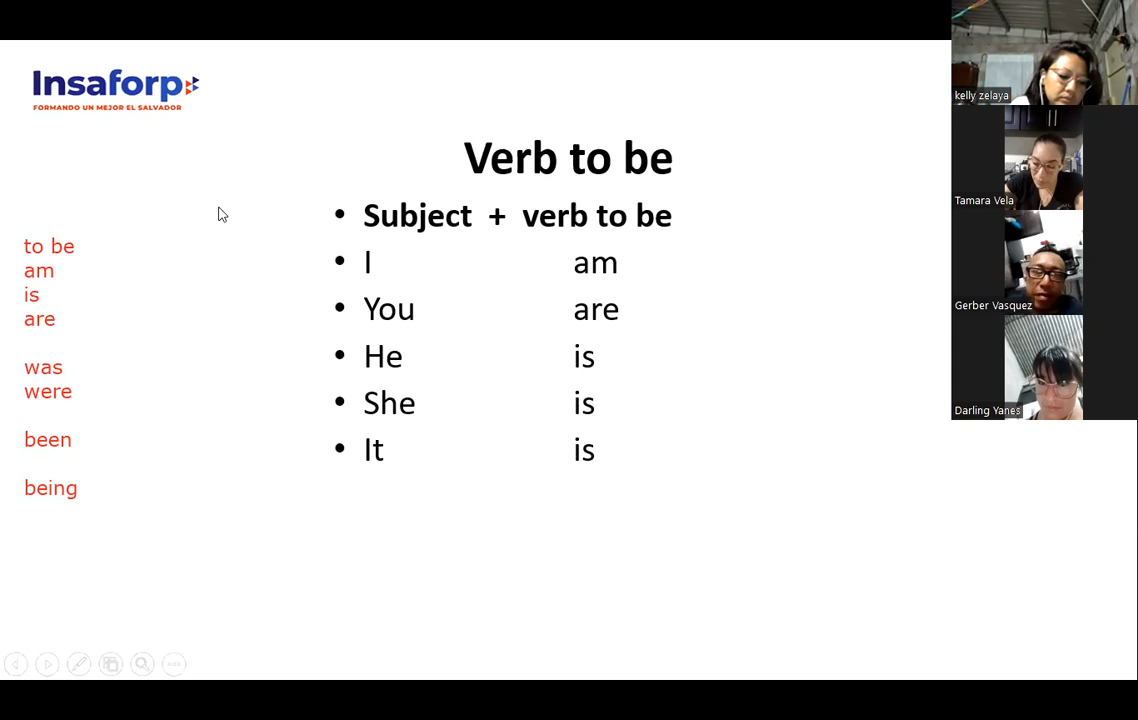 Insaforp
FORMANDO UN MEJOR EL SALVADOR
Verb to be
• Subject + verb to be
• I am
• You are
• He is
• She is
• It is
to be
am
is
are
was
were
been
being
kelly zelaya
Tamara Vela
Gerber Vasquez
Darling Yanes